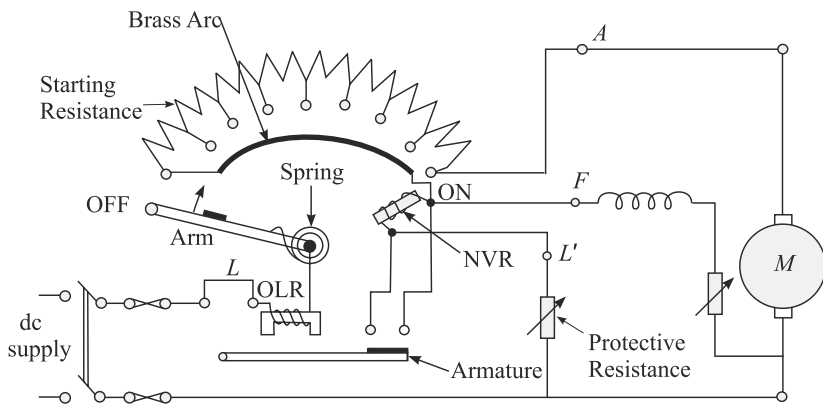 Brass Arc
A
Starting
Resistance
Spring
OFF
ON
F
Arm
NVR
L
OLR
L'
M
dc
supply
Protective
Resistance
Armature